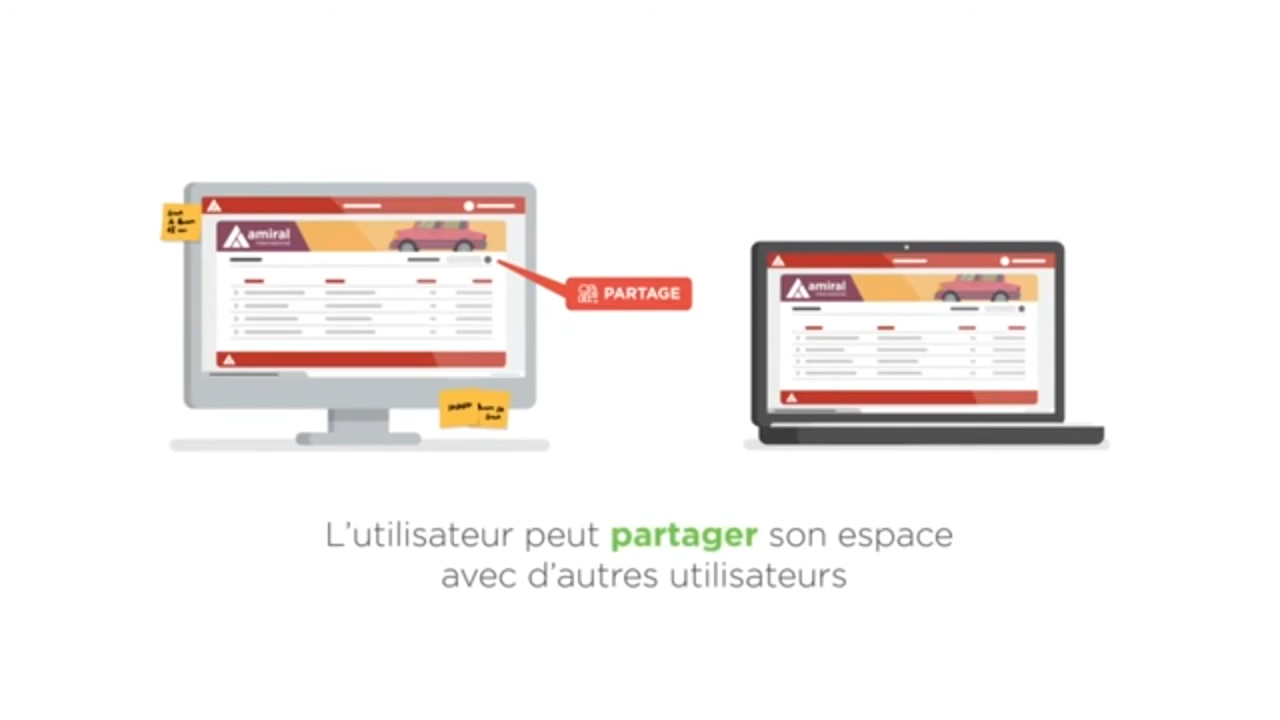 amiral
PARTAGE
amiral
L'utilisateur peut partager son espace
avec d'autres utilisateurs